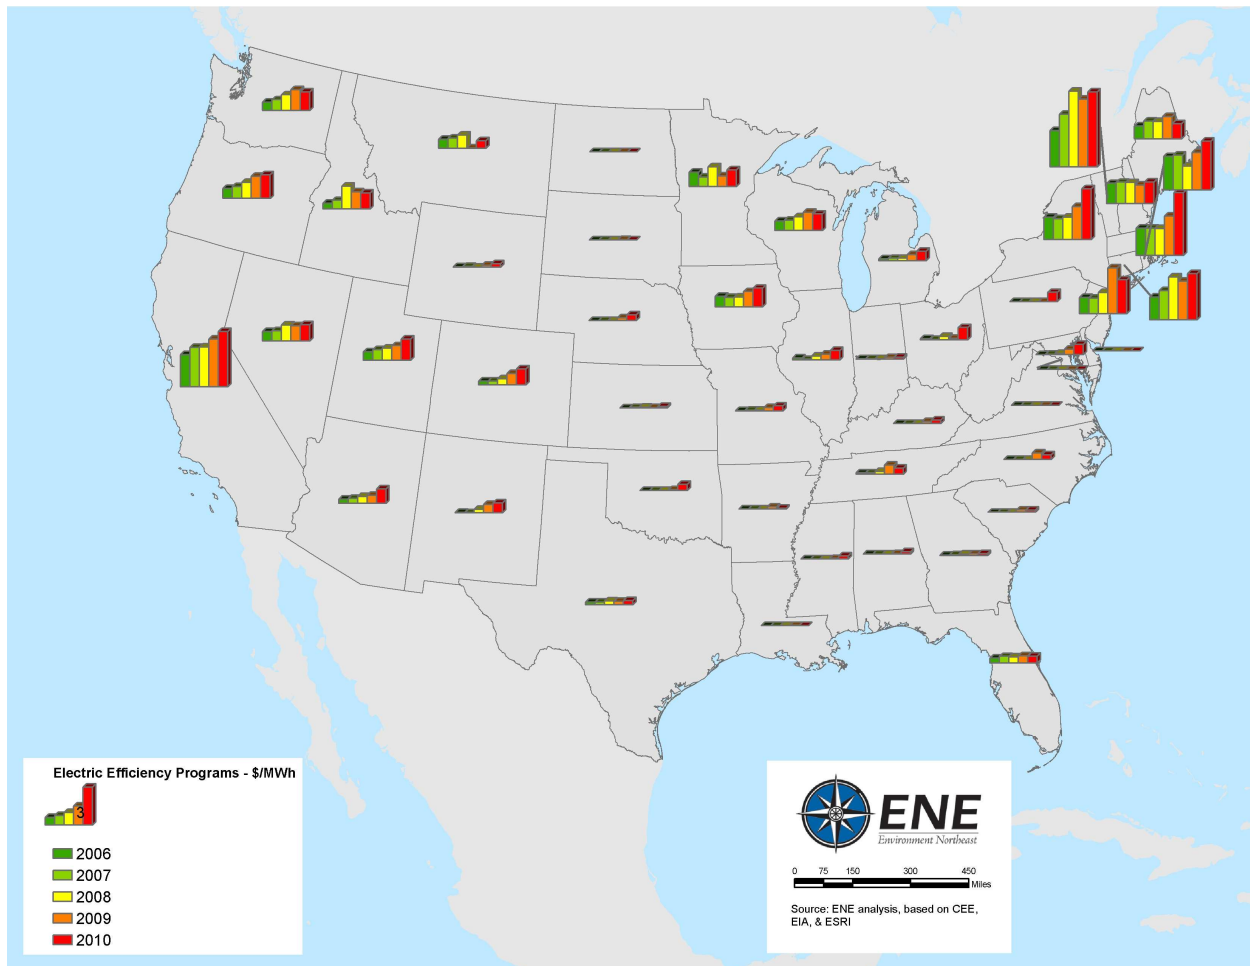 Electric Efficiency Programs - $/MWh
3
2006
2007
2008
2009
2010
ENE
Environment Northeast
0 75 150 300 450
Miles
Source: ENE analysis, based on CEE,
EIA, & ESRI